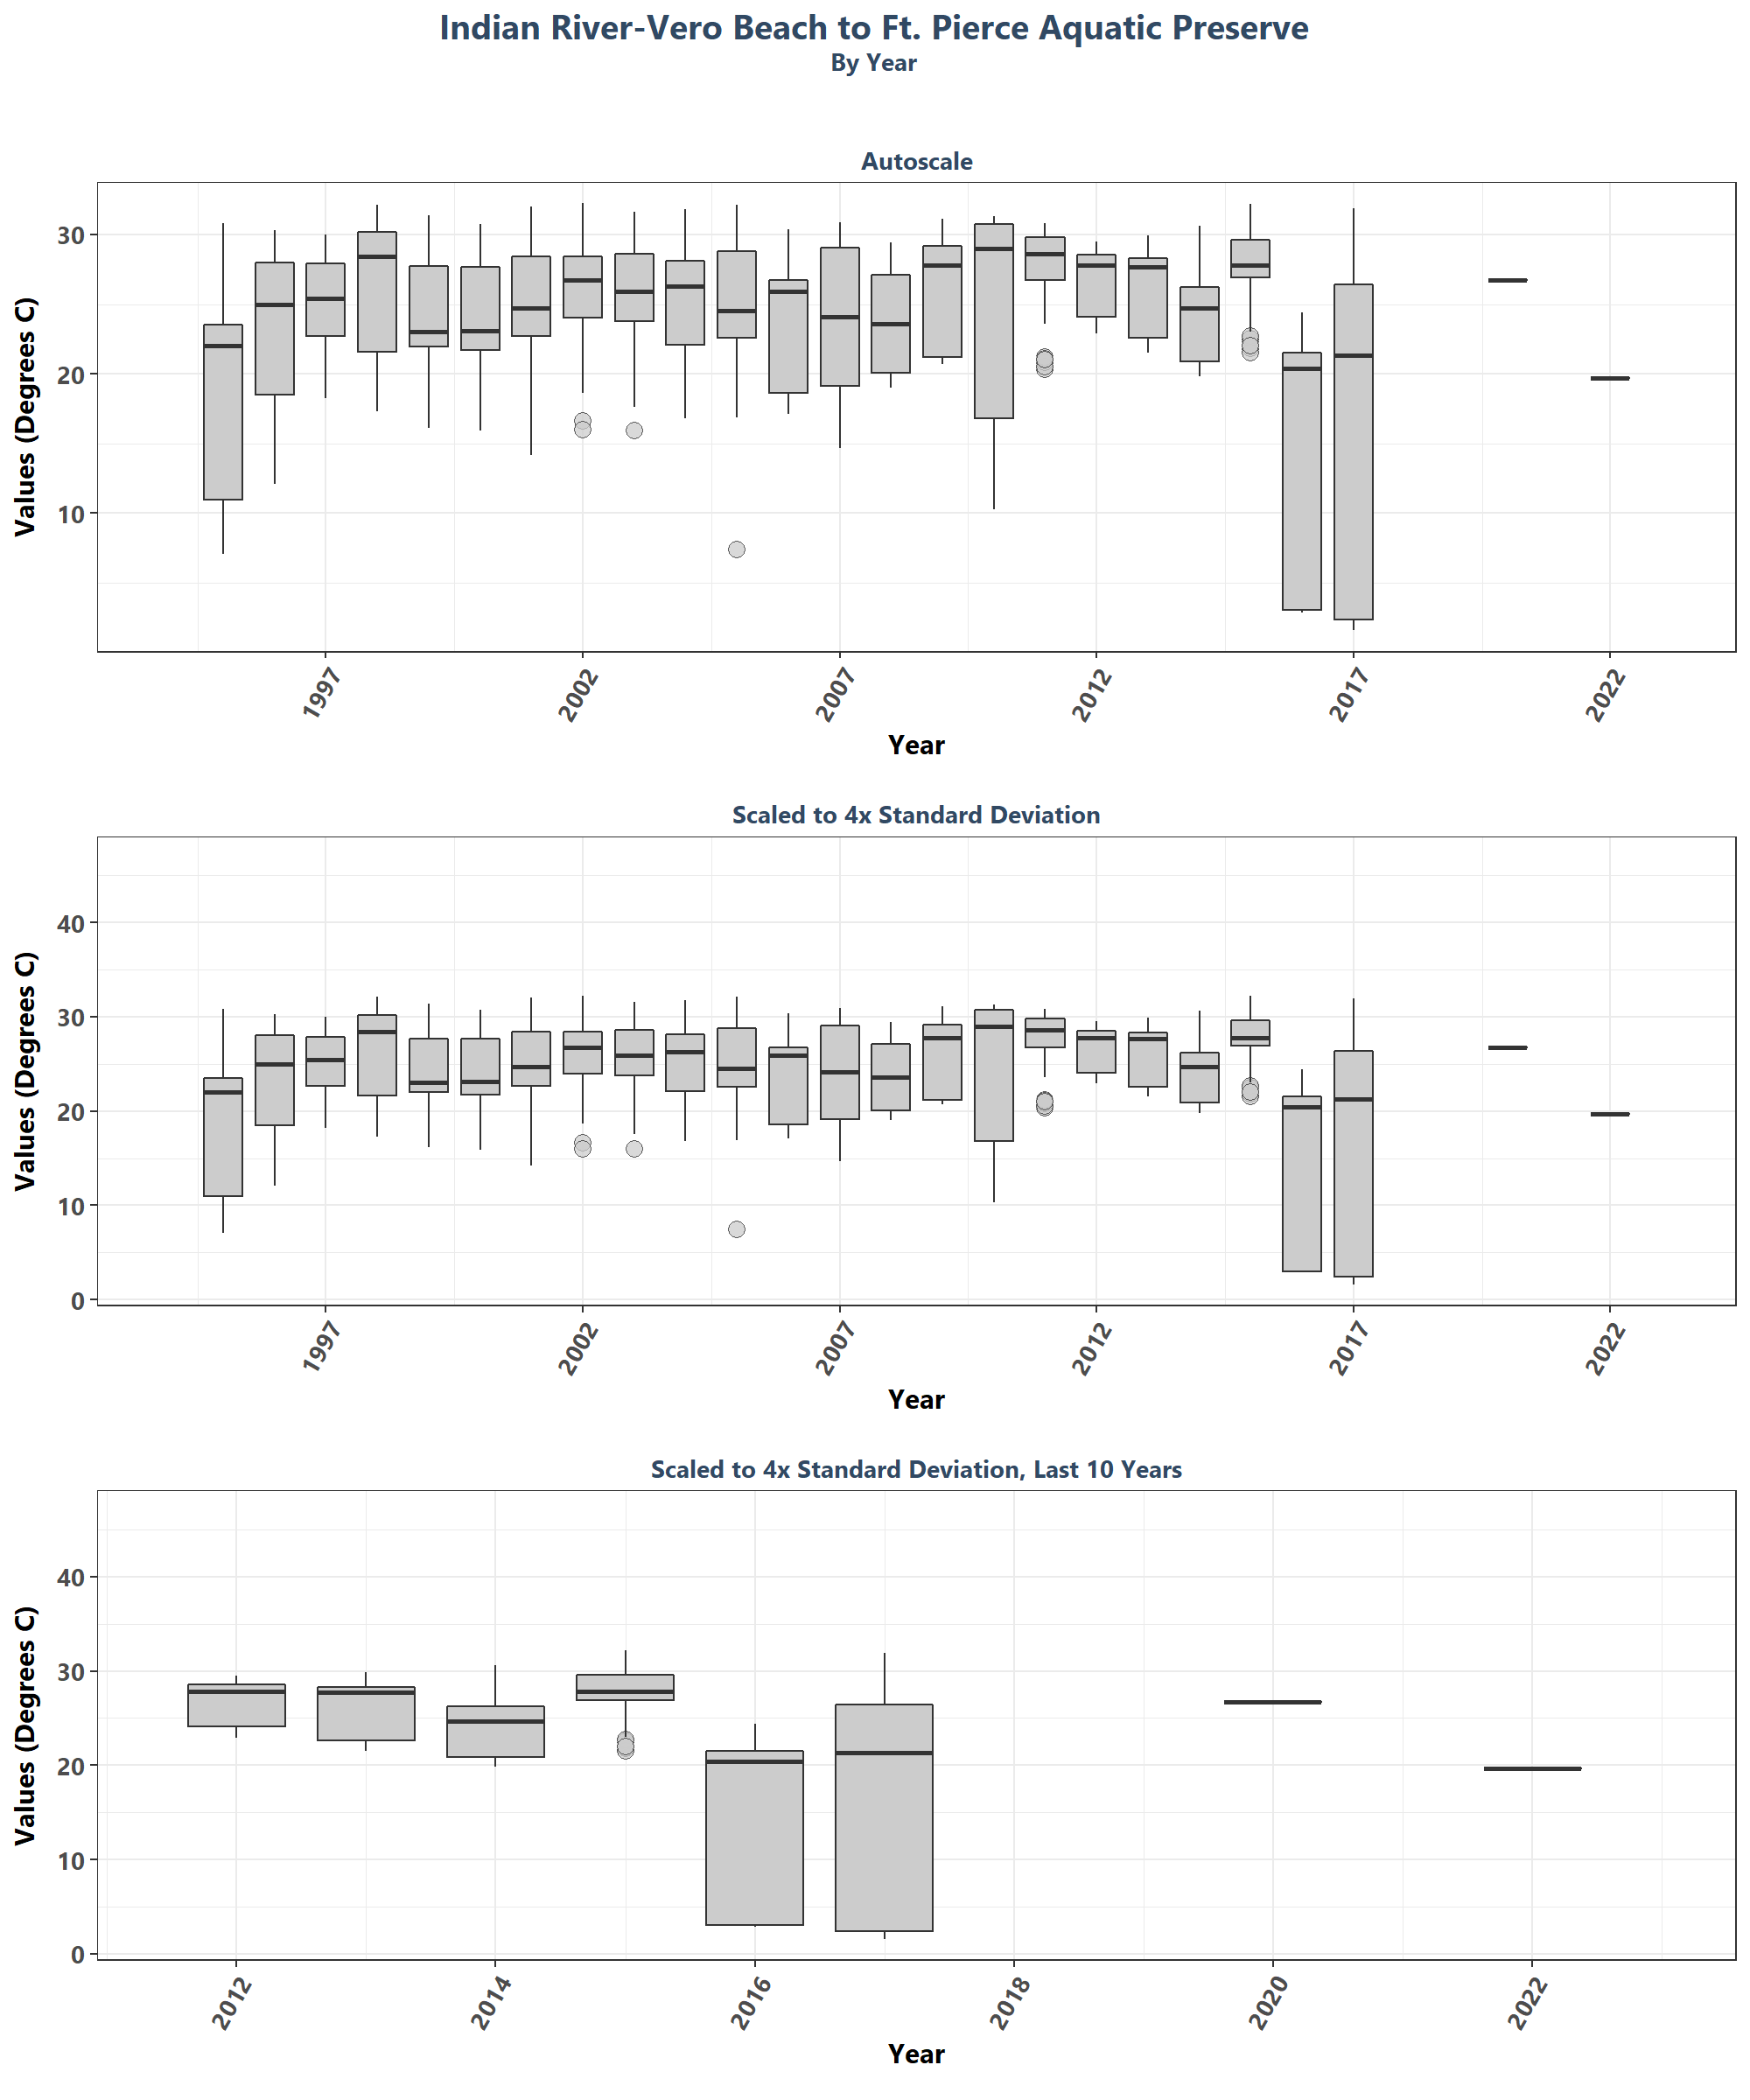 Indian River-Vero Beach to Ft. Pierce Aquatic Preserve
By Year
Autoscale
Values (Degrees C)
30
20
10
1997
2002
2007
2012
2017
2022
Year
Scaled to 4x Standard Deviation
Values (Degrees C)
40
30
20
10
0
1997
2002
2007
2012
2017
2022
Year
Scaled to 4x Standard Deviation, Last 10 Years
Values (Degrees C)
40
30
20
10
0
2012
2014
2016
2018
2020
2022
Year